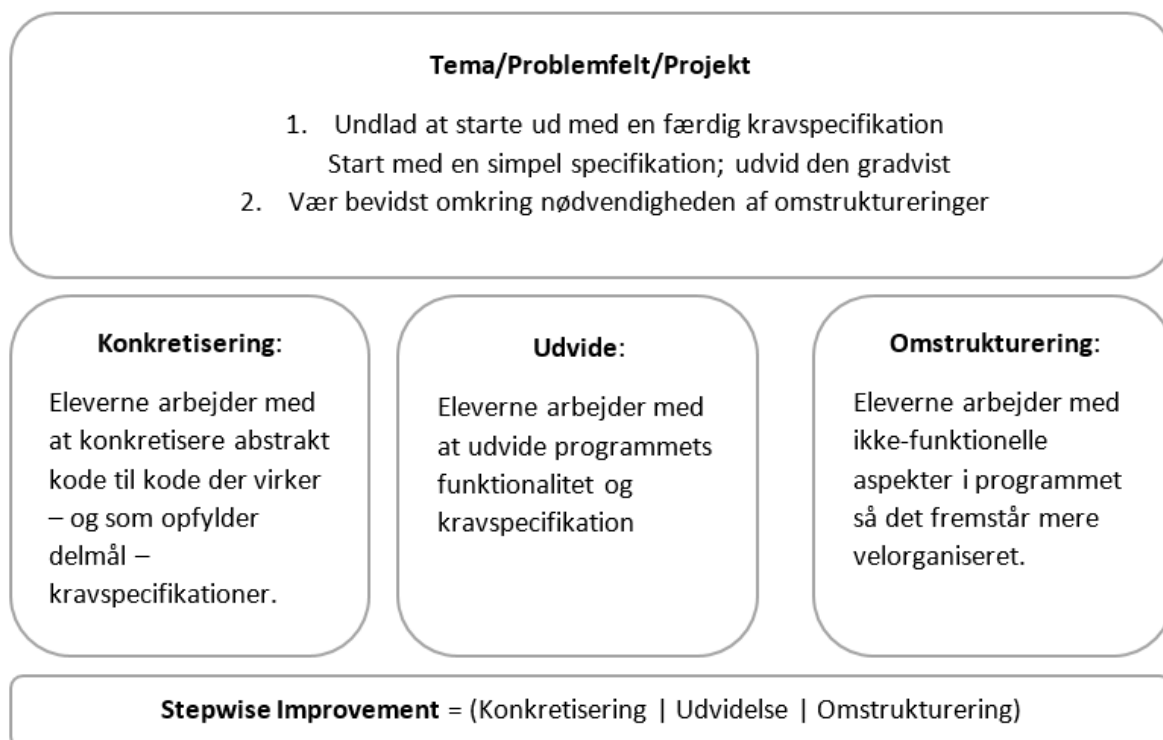 Tema/Problemfelt/Projekt
1. Undlad at starte ud med en færdig kravspecifikation
Start med en simpel specifikation; udvid den gradvist
2. Vær bevidst omkring nødvendigheden af omstruktureringer
Konkretisering:
Eleverne arbejder med
at konkretisere abstrakt
kode til kode der virker
– og som opfylder
delmål –
kravspecifikationer.
Udvide:
Eleverne arbejder med
at udvide programmets
funktionalitet og
kravspecifikation
Omstrukturering:
Eleverne arbejder med
ikke-funktionelle
aspekter i programmet
så det fremstår mere
velorganiseret.
Stepwise Improvement = (Konkretisering | Udvidelse | Omstrukturering)